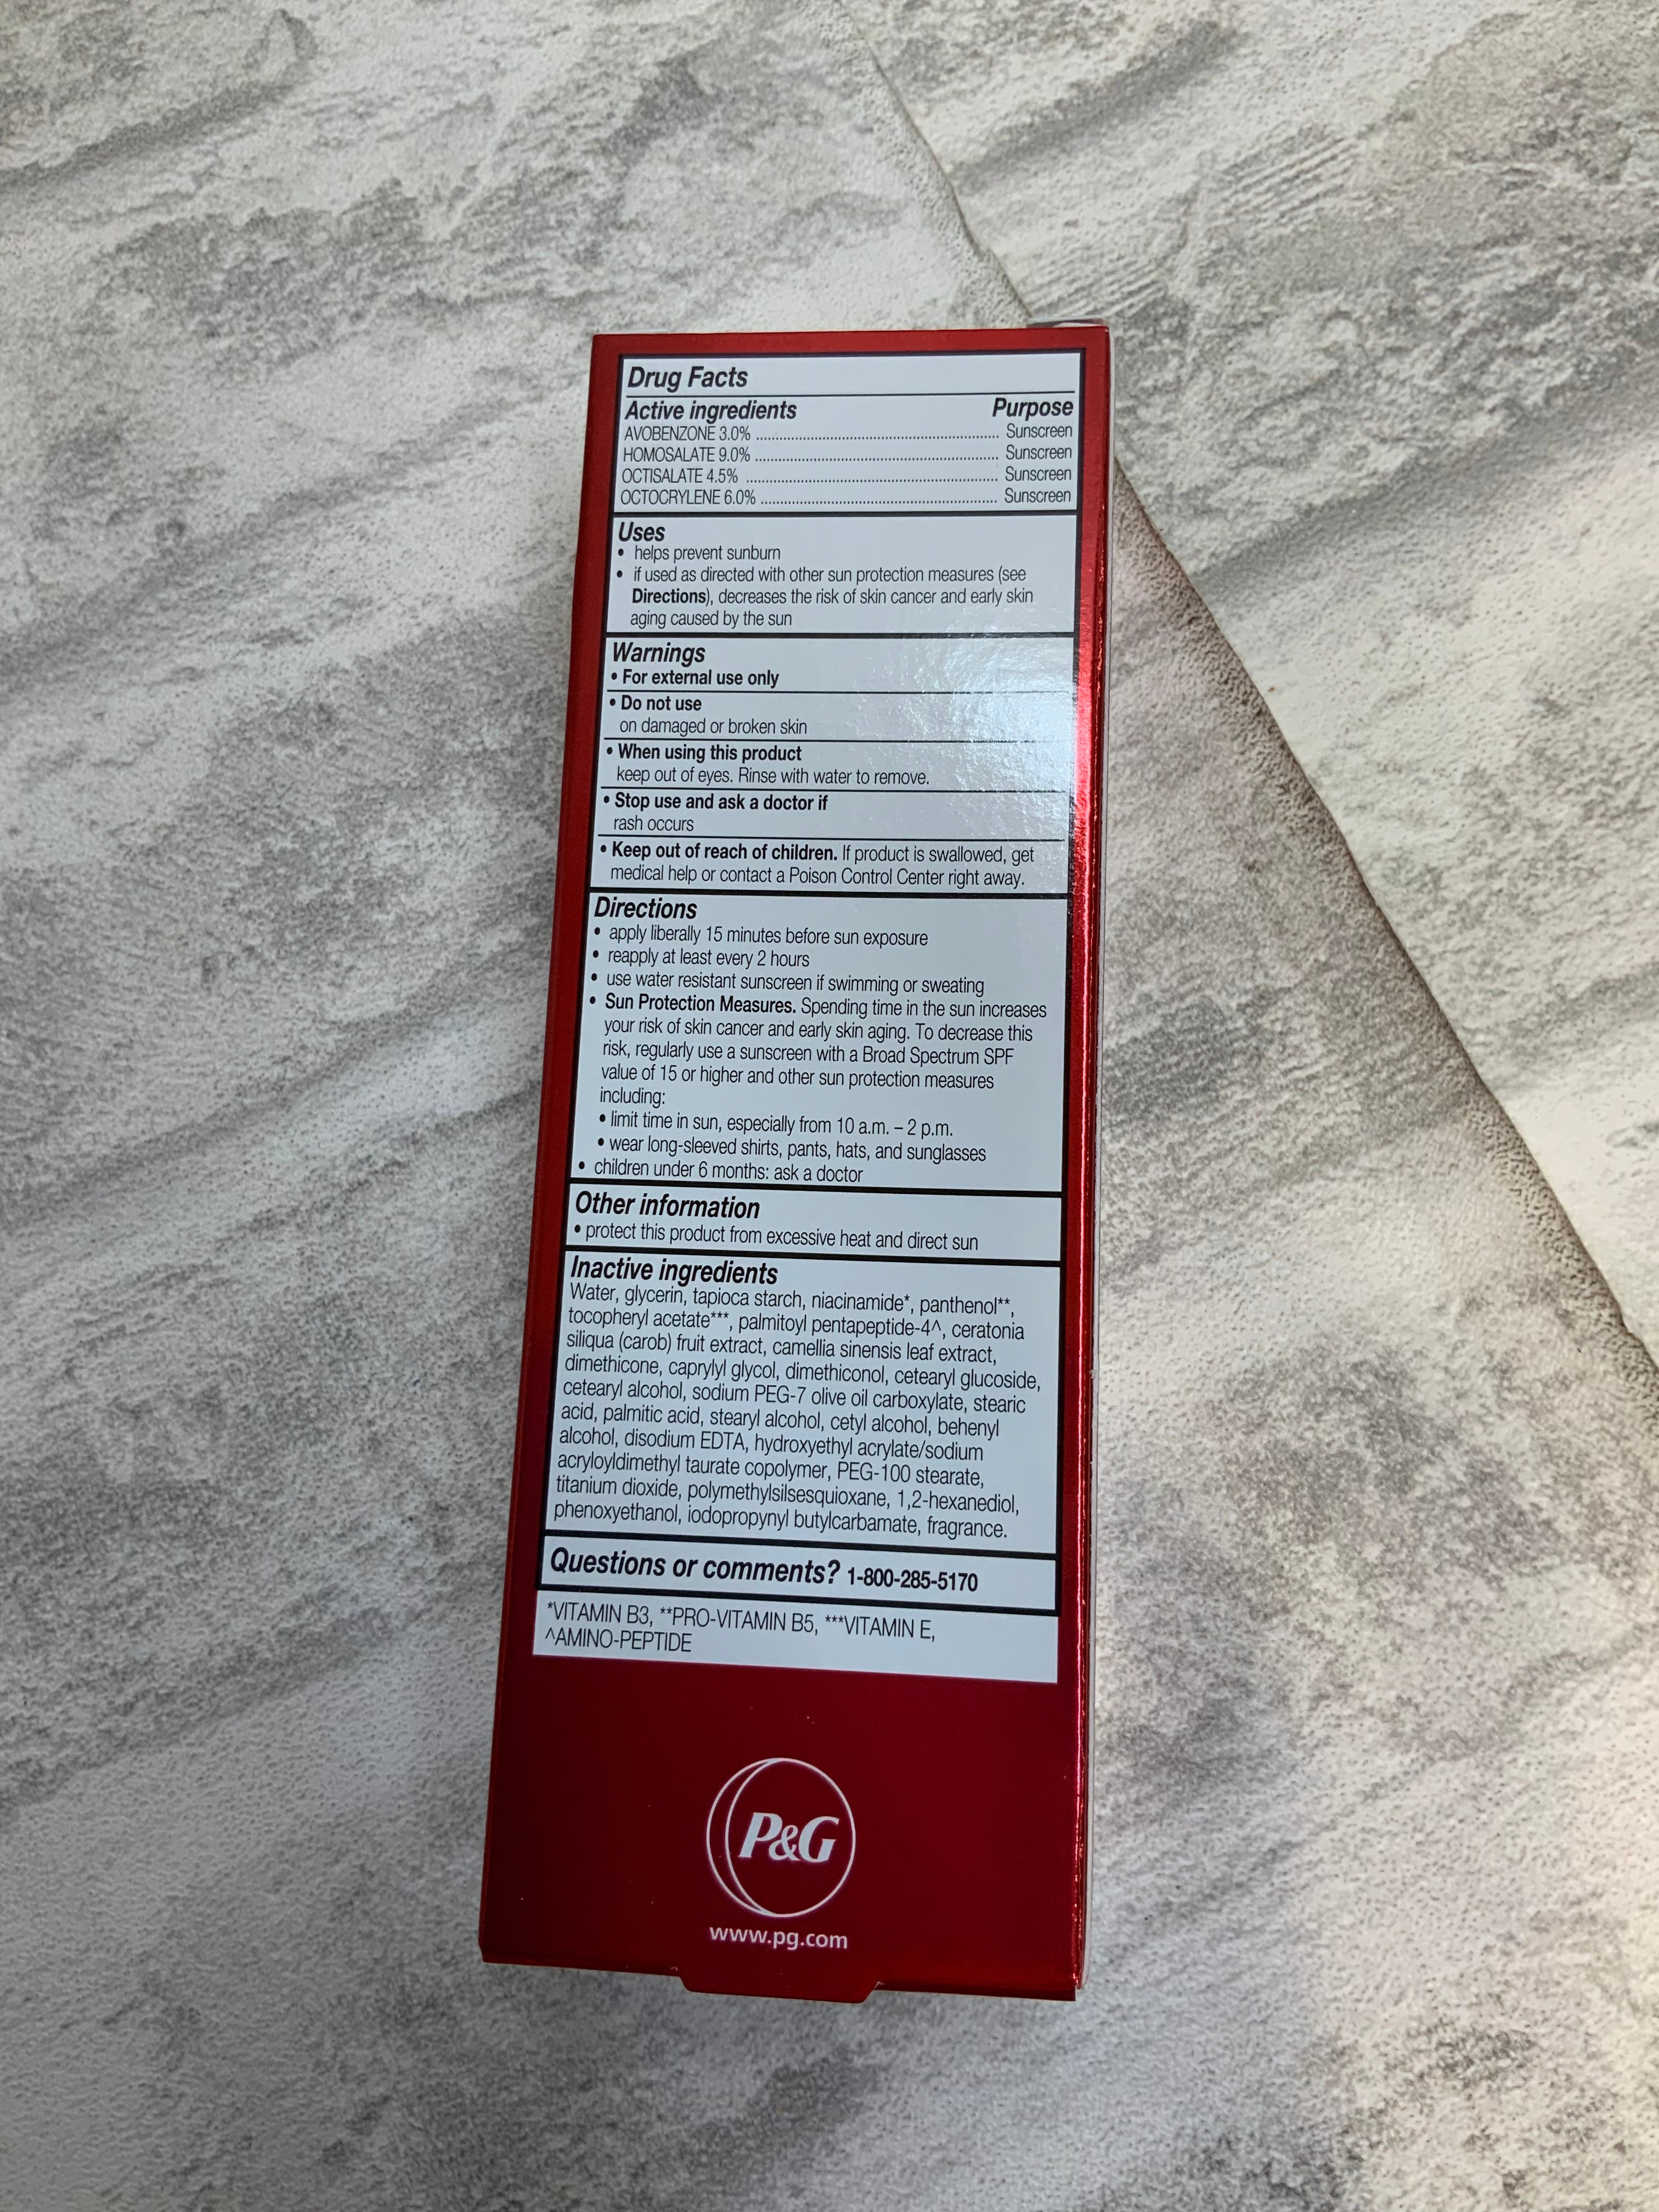 Drug Facts
Active ingredients Purpose
AVOBENZONE 3.0% ........................................ Sunscreen
HOMOSALATE 9.0% ........................................ Sunscreen
OCTISALATE 4.5% ........................................ Sunscreen
OCTOCRYLENE 6.0% ........................................ Sunscreen
Uses
• helps prevent sunburn
• if used as directed with other sun protection measures (see
Directions), decreases the risk of skin cancer and early skin
aging caused by the sun
Warnings
• For external use only
• Do not use
on damaged or broken skin
• When using this product
keep out of eyes. Rinse with water to remove.
• Stop use and ask a doctor if
rash occurs
• Keep out of reach of children. If product is swallowed, get
medical help or contact a Poison Control Center right away.
Directions
• apply liberally 15 minutes before sun exposure
• reapply at least every 2 hours
• use water resistant sunscreen if swimming or sweating
• Sun Protection Measures. Spending time in the sun increases
your risk of skin cancer and early skin aging. To decrease this
risk, regularly use a sunscreen with a Broad Spectrum SPF
value of 15 or higher and other sun protection measures
including:
• limit time in sun, especially from 10 a.m. – 2 p.m.
• wear long-sleeved shirts, pants, hats, and sunglasses
• children under 6 months: ask a doctor
Other information
• protect this product from excessive heat and direct sun
Inactive ingredients
Water, glycerin, tapioca starch, niacinamide*, panthenol**,
tocopheryl acetate***, palmitoyl pentapeptide-4^, ceratonia
siliqua (carob) fruit extract, camellia sinensis leaf extract,
dimethicone, caprylyl glycol, dimethiconol, cetearyl glucoside,
cetearyl alcohol, sodium PEG-7 olive oil carboxylate, stearic
acid, palmitic acid, stearyl alcohol, cetyl alcohol, behenyl
alcohol, disodium EDTA, hydroxyethyl acrylate/sodium
acryloyldimethyl taurate copolymer, PEG-100 stearate,
titanium dioxide, polymethylsilsesquioxane, 1,2-hexanediol,
phenoxyethanol, iodopropynyl butylcarbamate, fragrance.
Questions or comments? 1-800-285-5170
*VITAMIN B3, **PRO-VITAMIN B5, ***VITAMIN E,
^AMINO-PEPTIDE
P&G
www.pg.com